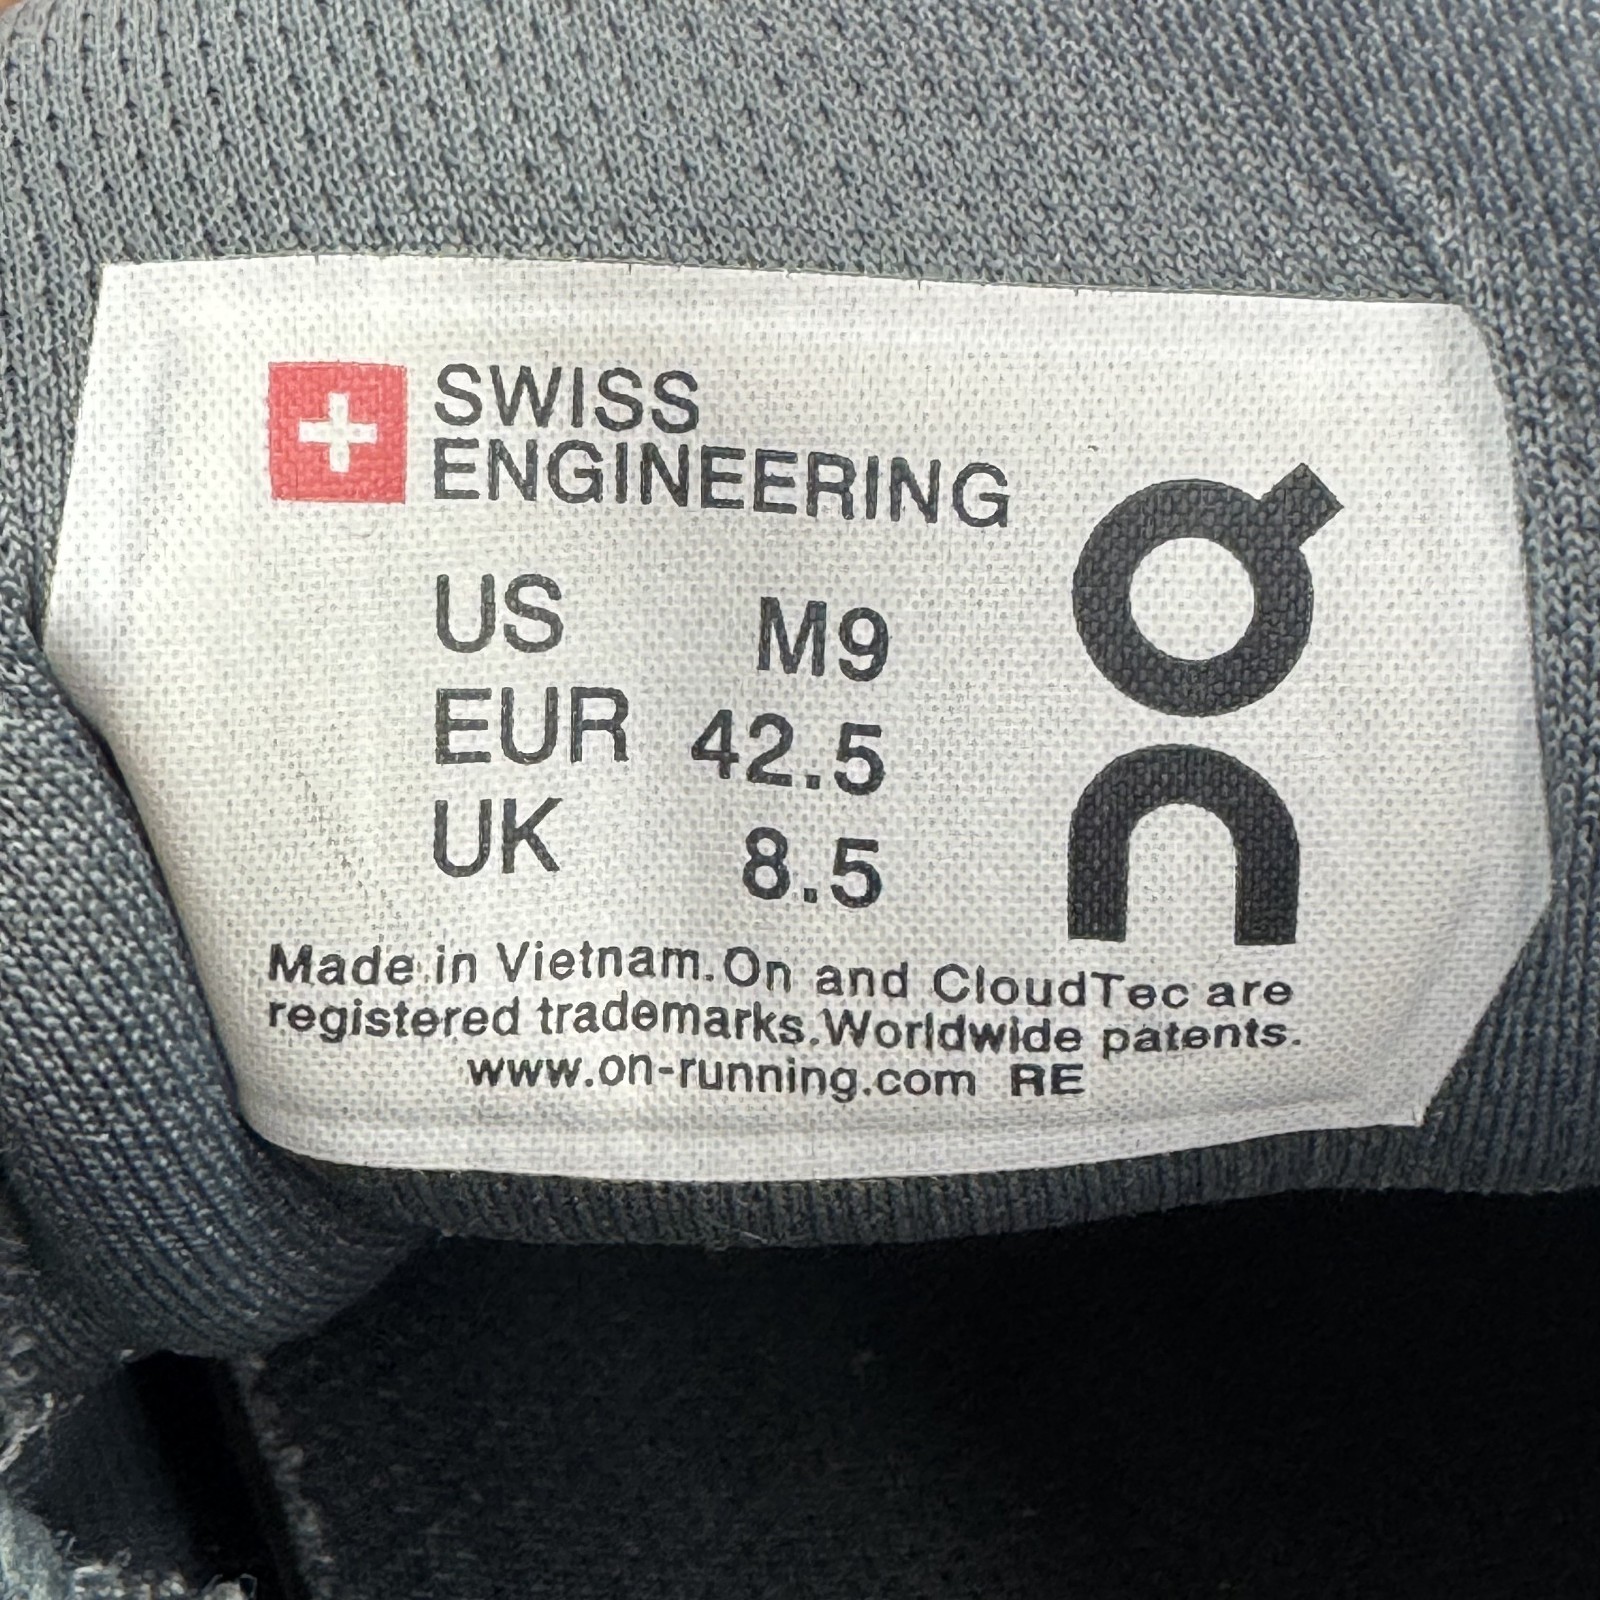 SWISS
ENGINEERING
US M9
EUR 42.5
UK 8.5
On
Made in Vietnam. On and CloudTec are
registered trademarks. Worldwide patents.
www.on-running.com RE